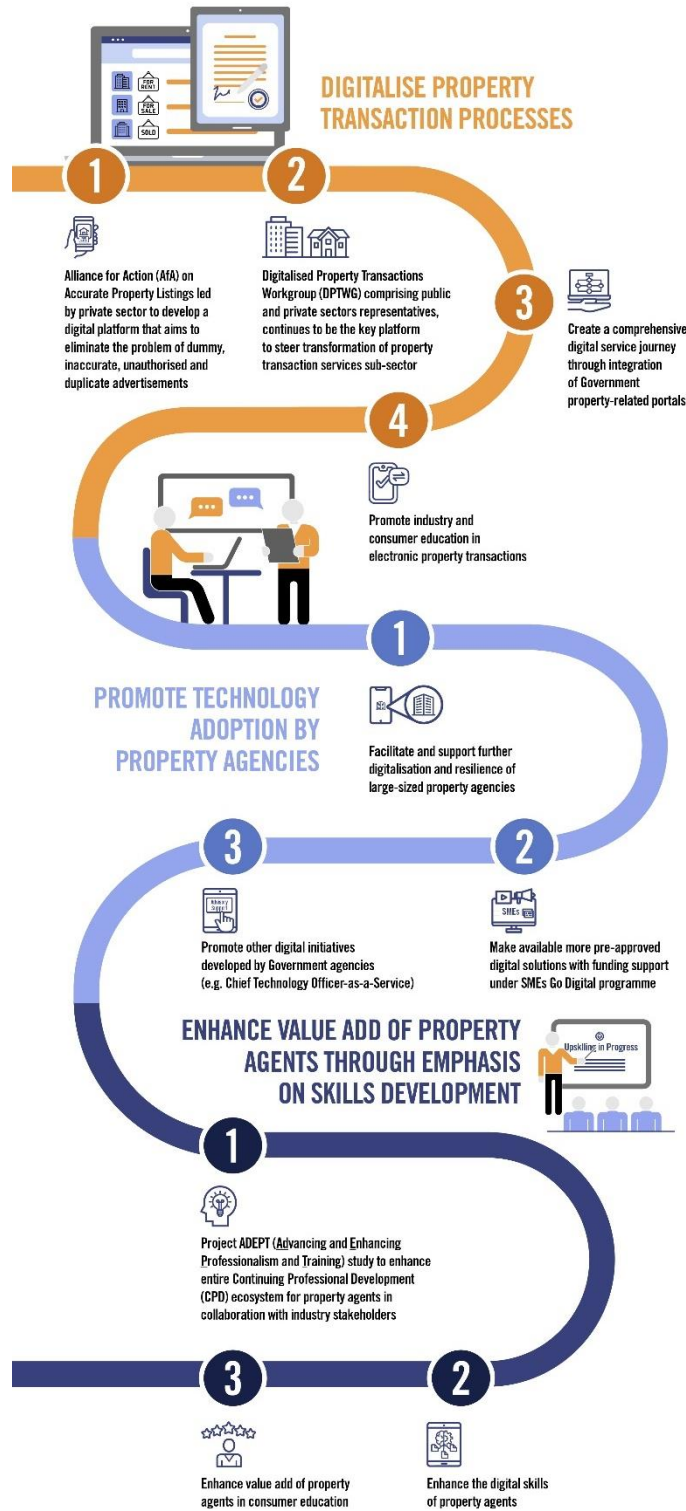 FOR
RENT
FOR
SALE
SOLD
DIGITALISE PROPERTY
TRANSACTION PROCESSES
1
Alliance for Action (AfA) on
Accurate Property Listings led
by private sector to develop a
digital platform that aims to
eliminate the problem of dummy,
inaccurate, unauthorised and
duplicate advertisements
2
Digitalised Property Transactions
Workgroup (DPTWG) comprising public
and private sectors representatives,
continues to be the key platform
to steer transformation of property
transaction services sub-sector
3
Create a comprehensive
digital service journey
through integration
of Government
property-related portals
4
Promote industry and
consumer education in
electronic property transactions
PROMOTE TECHNOLOGY
ADOPTION BY
PROPERTY AGENCIES
1
Facilitate and support further
digitalisation and resilience of
large-sized property agencies
2
SMEs
Make available more pre-approved
digital solutions with funding support
under SMEs Go Digital programme
3
Support
Promote other digital initiatives
developed by Government agencies
(e.g. Chief Technology Officer-as-a-Service)
ENHANCE VALUE ADD OF PROPERTY
AGENTS THROUGH EMPHASIS
ON SKILLS DEVELOPMENT
Upskilling in Progress
1
Project ADEPT (Advancing and Enhancing
Professionalism and Training) study to enhance
entire Continuing Professional Development
(CPD) ecosystem for property agents in
collaboration with industry stakeholders
2
Enhance the digital skills
of property agents
3
Enhance value add of property
agents in consumer education